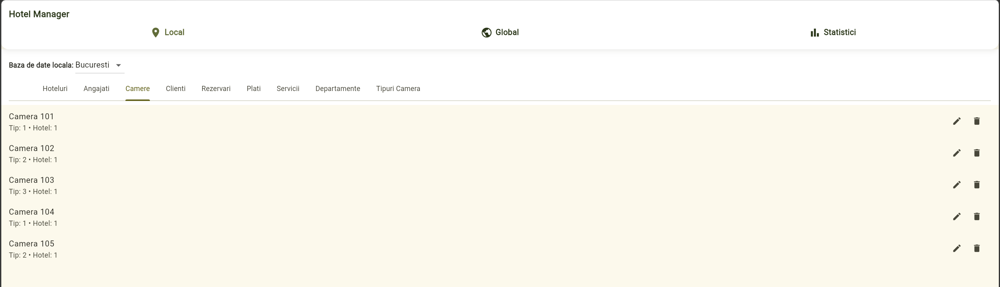 Hotel Manager
Local Global Statistici
Baza de date locala: Bucuresti
Hoteluri Angajati Camere Clienti Rezervari Plati Servicii Departamente Tipuri Camera
Camera 101
Tip: 1 • Hotel: 1
Camera 102
Tip: 2 • Hotel: 1
Camera 103
Tip: 3 • Hotel: 1
Camera 104
Tip: 1 • Hotel: 1
Camera 105
Tip: 2 • Hotel: 1